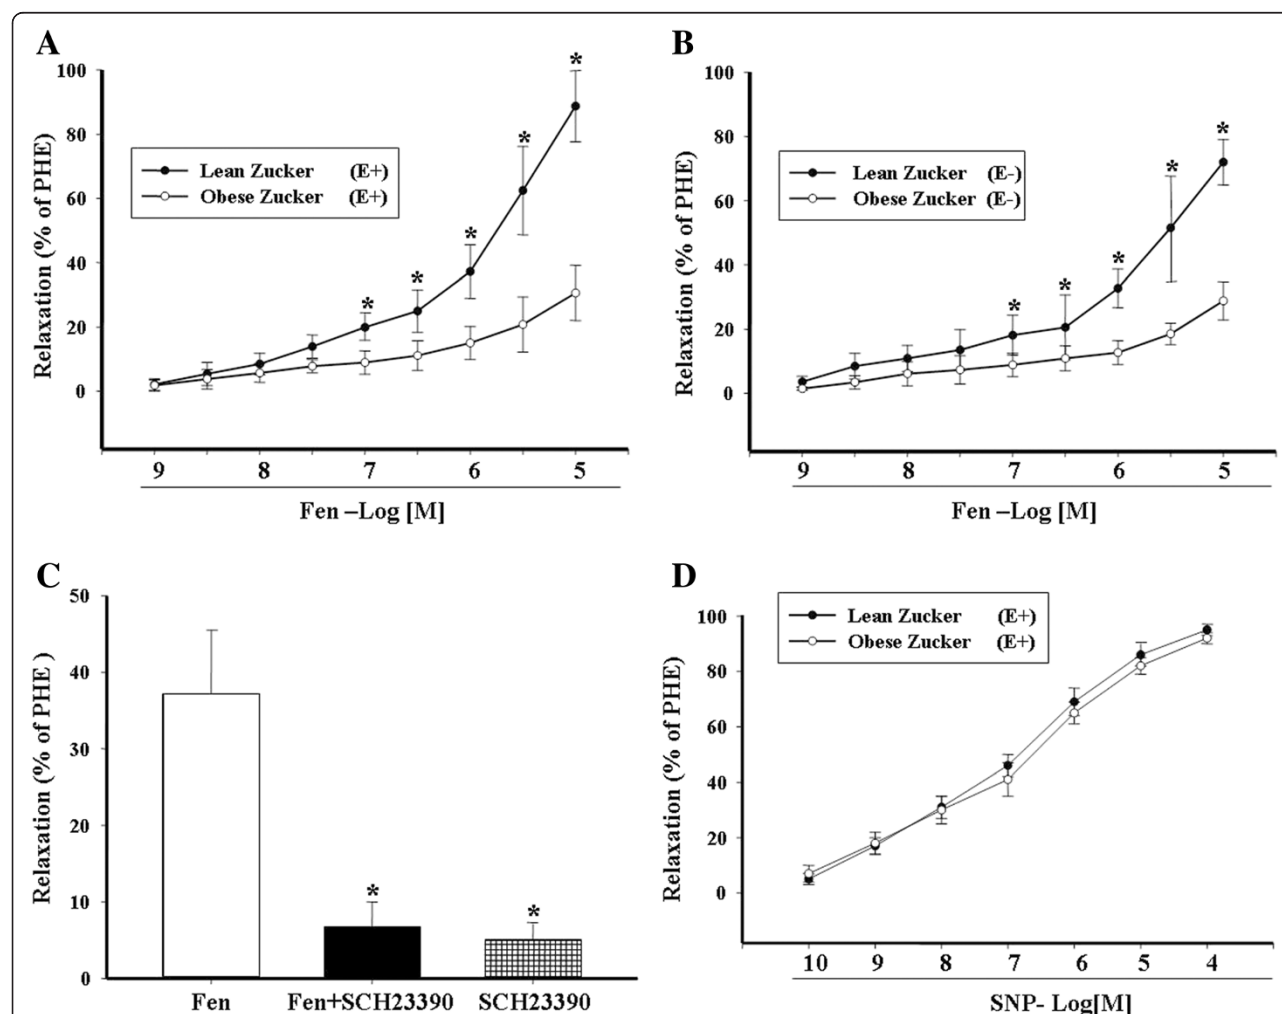 A
100
80
60
40
20
0
Relaxation (% of PHE)
Lean Zucker (E+)
Obese Zucker (E+)
* * * * *
9 8 7 6 5
Fen –Log [M]
B
100
80
60
40
20
0
Relaxation (% of PHE)
Lean Zucker (E-)
Obese Zucker (E-)
* * * * *
9 8 7 6 5
Fen –Log [M]
C
50
40
30
20
10
0
Relaxation (% of PHE )
* *
Fen Fen+SCH23390 SCH23390
D
100
80
60
40
20
0
Relaxation (% of PHE)
Lean Zucker (E+)
Obese Zucker (E+)
10 9 8 7 6 5 4
SNP- Log[M]